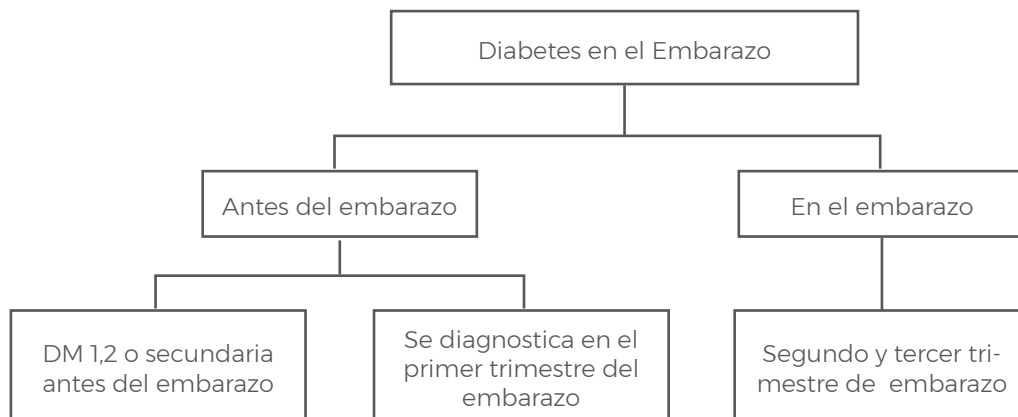 Diabetes en el Embarazo
Antes del embarazo
En el embarazo
DM 1,2 o secundaria
antes del embarazo
Se diagnostica en el
primer trimestre del
embarazo
Segundo y tercer tri-
mestre de embarazo